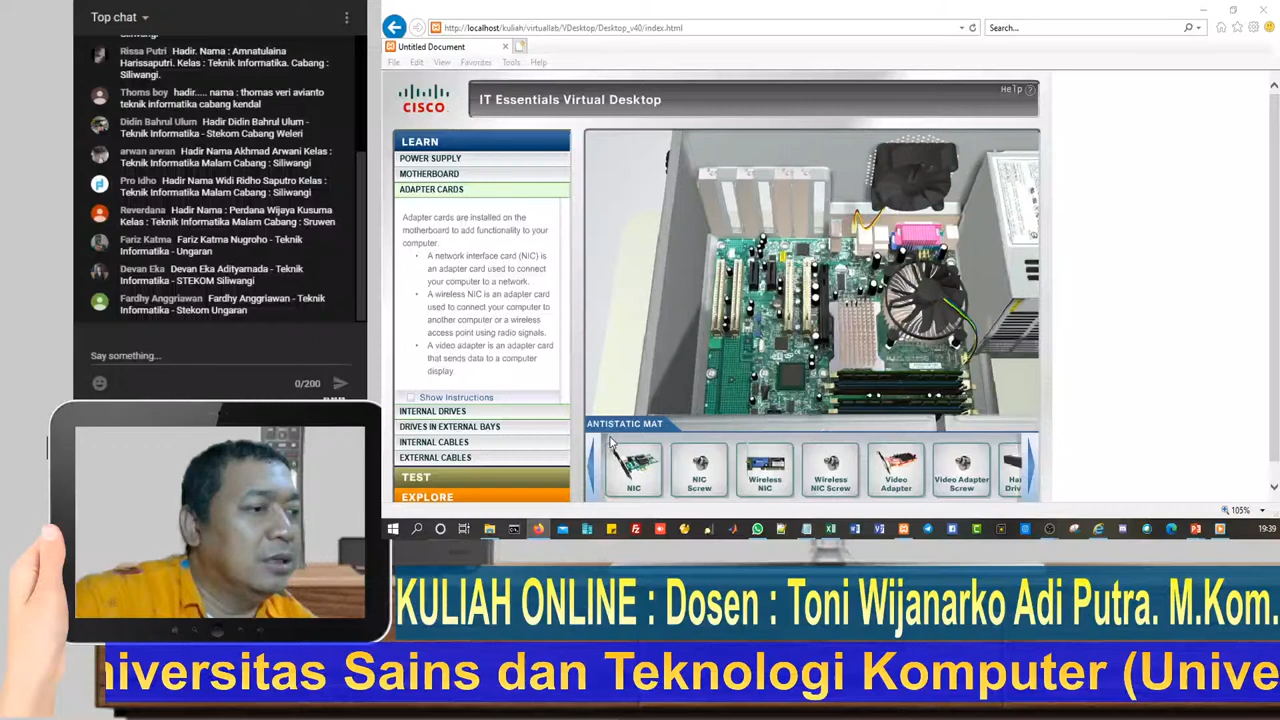 Top chat
Siliwangi.
Rissa Putri Hadir. Nama : Amnatulaina
Harissaputri. Kelas : Teknik Informatika. Cabang :
Siliwangi.
Thoms boy hadir..... nama : thomas veri avianto
teknik informatika cabang kendal
Didin Bahrul Ulum Hadir Didin Bahrul Ulum -
Teknik Informatika - Stekom Cabang Weleri
arwan arwan Hadir Nama Akhmad Arwani Kelas :
Teknik Informatika Malam Cabang : Siliwangi
Pro Idho Hadir Nama Widi Ridho Saputro Kelas :
Teknik Informatika Malam Cabang : Siliwangi
Reverdana Hadir Nama : Perdana Wijaya Kusuma
Kelas : Teknik Informatika Malam Cabang : Sruwen
Fariz Katma Fariz Katma Nugroho - Teknik
Informatika - Ungaran
Devan Eka Devan Eka Adityamada - Teknik
Informatika - STEKOM Siliwangi
Fardhy Anggriawan Fardhy Anggriawan - Teknik
Informatika - Stekom Ungaran
Say something...
0/200
http://localhost/kuliah/virtuallab/VDesktop/Desktop_v40/index.html
Search...
Untitled Document
File Edit View Favorites Tools Help
CISCO
IT Essentials Virtual Desktop
Help
LEARN
POWER SUPPLY
MOTHERBOARD
ADAPTER CARDS
Adapter cards are installed on the
motherboard to add functionality to your
computer.
• A network interface card (NIC) is
an adapter card used to connect
your computer to a network.
• A wireless NIC is an adapter card
used to connect your computer to
another computer or a wireless
access point using radio signals.
• A video adapter is an adapter card
that sends data to a computer
display
Show Instructions
INTERNAL DRIVES
DRIVES IN EXTERNAL BAYS
INTERNAL CABLES
EXTERNAL CABLES
TEST
EXPLORE
ANTISTATIC MAT
NIC
NIC
Screw
Wireless
NIC
Wireless
NIC Screw
Video
Adapter
Video Adapter
Screw
Ha
Driv
105%
19:39
KULIAH ONLINE : Dosen : Toni Wijanarko Adi Putra. M.Kom.
niversitas Sains dan Teknologi Komputer (Unive